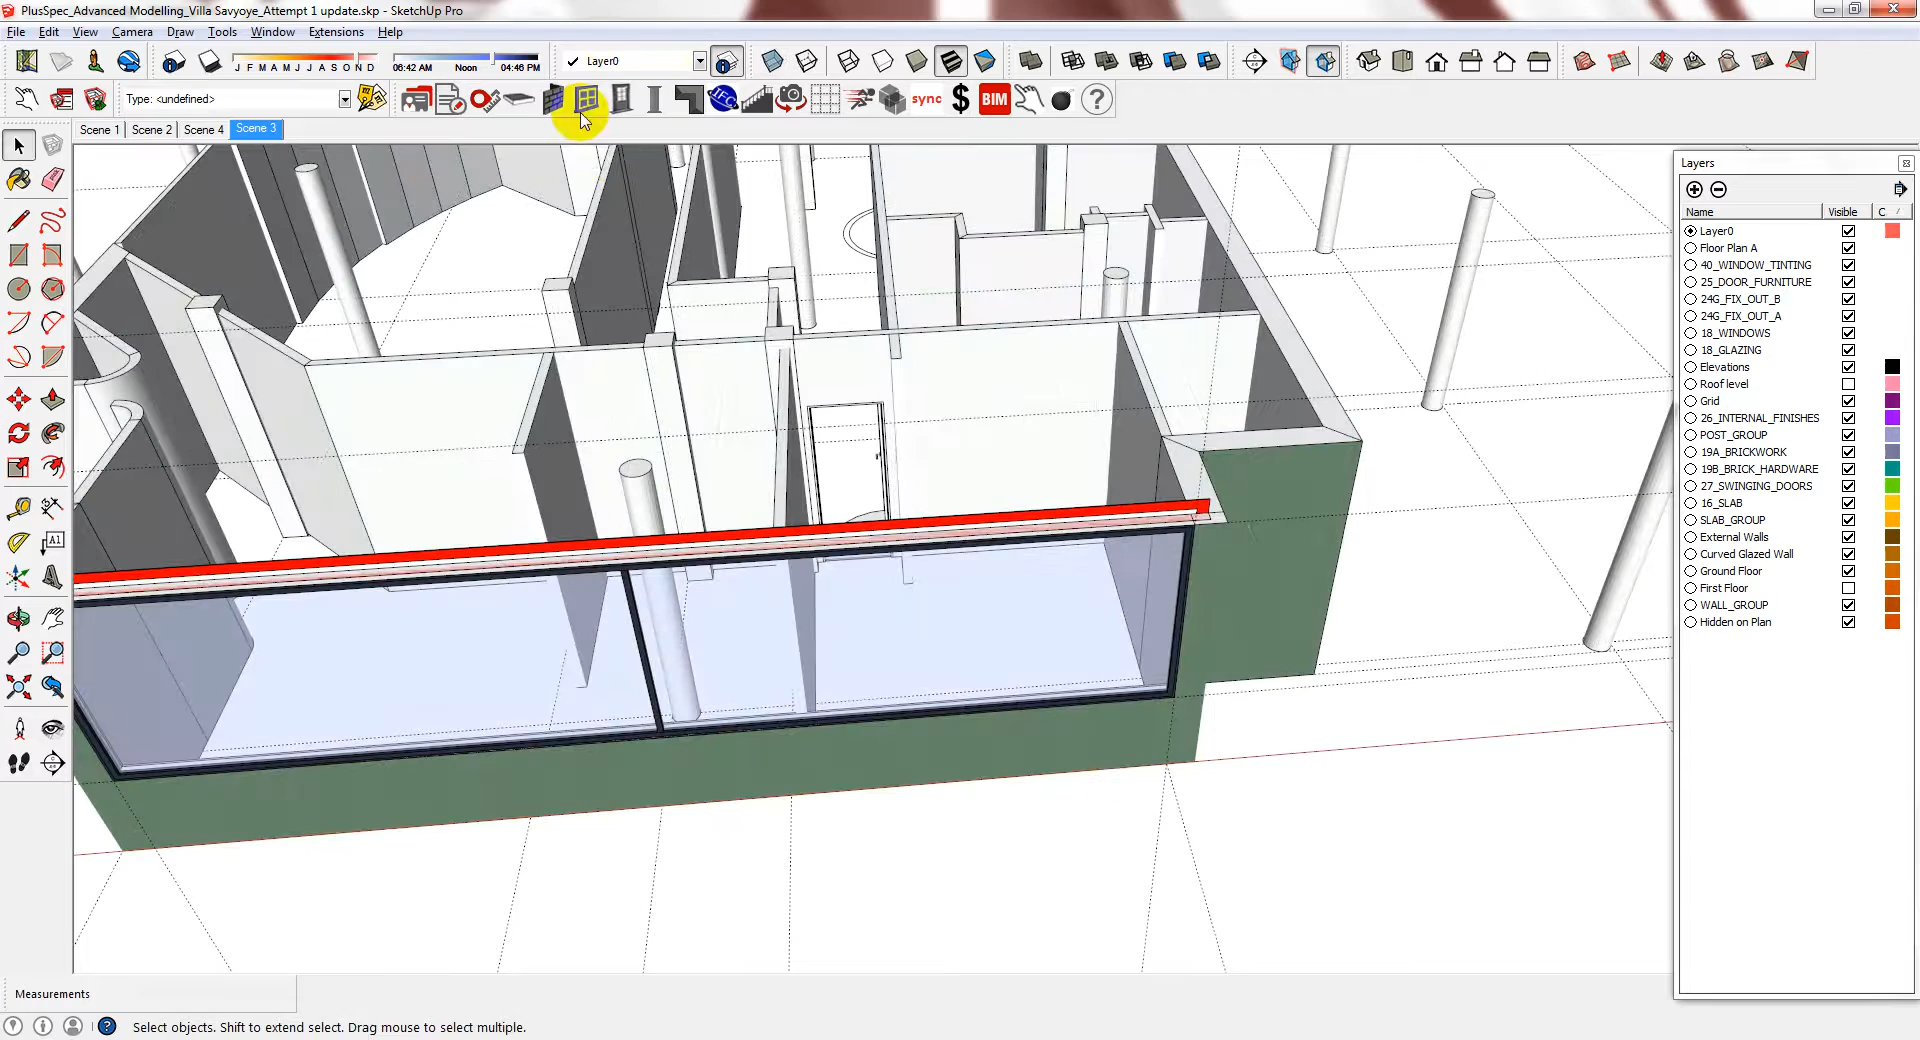 PlusSpec_Advanced Modelling_Villa Savyoye_Attempt 1 update.skp - SketchUp Pro
File Edit View Camera Draw Tools Window Extensions Help
J F M A M J J A S O N D
06:42 AM Noon 04:46 PM
Layer0
Type: <undefined>
IFC
sync
$
BIM
?
Scene 1
Scene 2
Scene 4
Scene 3
A1
Layers
Name Visible C
Layer0
Floor Plan A
40_WINDOW_TINTING
25_DOOR_FURNITURE
24G_FIX_OUT_B
24G_FIX_OUT_A
18_WINDOWS
18_GLAZING
Elevations
Roof level
Grid
26_INTERNAL_FINISHES
POST_GROUP
19A_BRICKWORK
19B_BRICK_HARDWARE
27_SWINGING_DOORS
16_SLAB
SLAB_GROUP
External Walls
Curved Glazed Wall
Ground Floor
First Floor
WALL_GROUP
Hidden on Plan
Measurements
? Select objects. Shift to extend select. Drag mouse to select multiple.